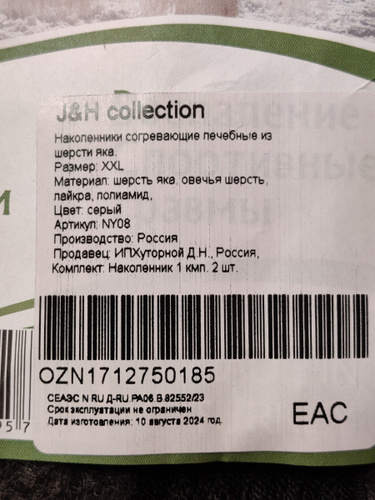 J&H collection
Наколенники согревающие лечебные из
шерсти яка.
Размер: XXL
Материал: шерсть яка, овечья шерсть,
лайкра, полиамид,
Цвет: серый
Артикул: NY08
Производство: Россия
Продавец: ИПХуторной Д.Н., Россия,
Комплект: Наколенник 1 кмп. 2 шт.
OZN1712750185
СЕАЭС N RU Д-RU.РА06.В.82552/23
Срок эксплуатации не ограничен
Дата изготовления: 10 августа 2024 год.
EAC